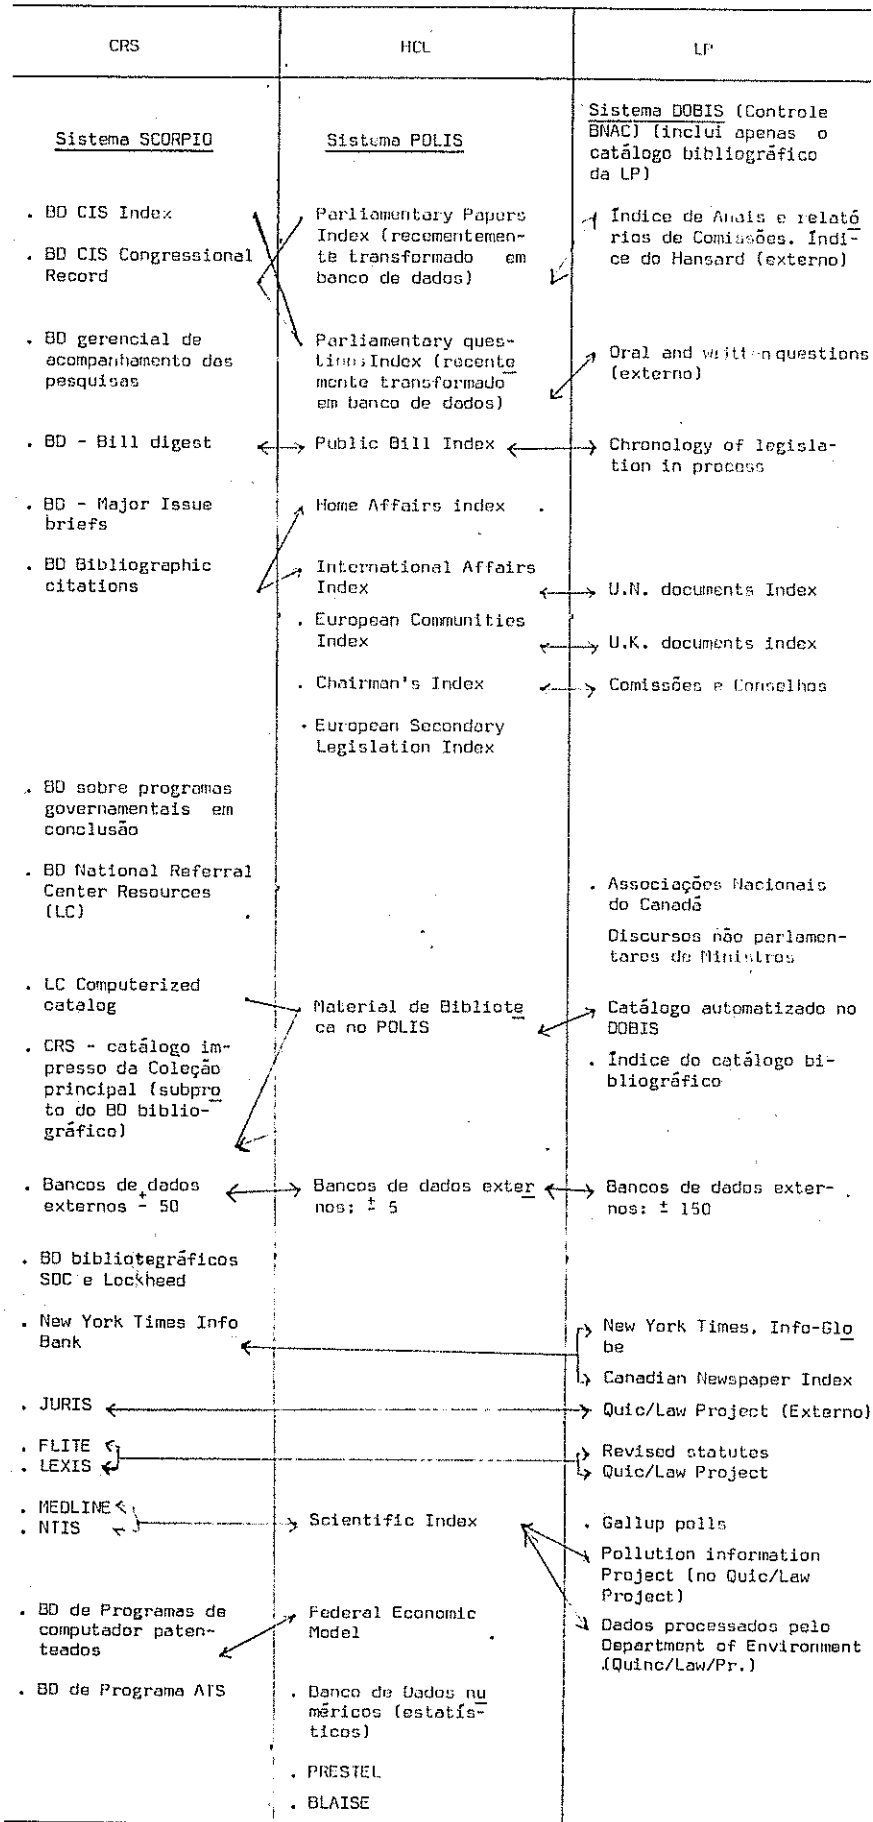 CRS
HCL
LP
Sistema SCORPIO
. BD CIS Index
. BD CIS Congressional
Record
. BD gerencial de
acompanhamento das
pesquisas
. BD - Bill digest
. BD - Major Issue
briefs
. BD Bibliographic
citations
. BD sobre programas
governamentais em
conclusão
. BD National Referral
Center Resources
(LC)
. LC Computerized
catalog
. CRS - catálogo im-
presso da Coleção
principal (subpro
to do BD biblio-
gráfico)
. Bancos de dados
externos ± 50
. BD bibliotegráficos
SDC e Lockheed
. New York Times Info
Bank
. JURIS
. FLITE
. LEXIS
. MEDLINE
. NTIS
. BD de Programas de
computador paten-
teados
. BD de Programa ATS
Sistema POLIS
Parliamentary Papers
Index (recementemen-
te transformado em
banco de dados)
Parliamentary ques-
tions Index (recente
mente transformado
em banco de dados)
Public Bill Index
Home Affairs index
International Affairs
Index
. European Communities
Index
. Chairman's Index
. European Secondary
Legislation Index
Material de Bibliote
ca no POLIS
Bancos de dados exter
nos: ± 5
Scientific Index
Federal Economic
Model
. Banco de Dados nu
méricos (estatís-
ticos)
. PRESTEL
. BLAISE
Sistema DOBIS (Controle
BNAC) (inclui apenas o
catálogo bibliográfico
da LP)
Índice de Anais e relató
rios de Comissões. Índi-
ce do Hansard (externo)
Oral and written questions
(externo)
Chronology of legisla-
tion in process
U.N. documents Index
U.K. documents index
Comissões e Conselhos
. Associações Nacionais
do Canadá
Discursos não parlamen-
tares de Ministros
Catálogo automatizado no
DOBIS
. Índice do catálogo bi-
bliográfico
Bancos de dados exter-
nos: ± 150
New York Times, Info-Glo
be
Canadian Newspaper Index
Quic/Law Project (Externo)
Revised statutes
Quic/Law Project
. Gallup polls
Pollution information
Project (no Quic/Law
Project)
Dados processados pelo
Department of Environment
(Quinc/Law/Pr.)